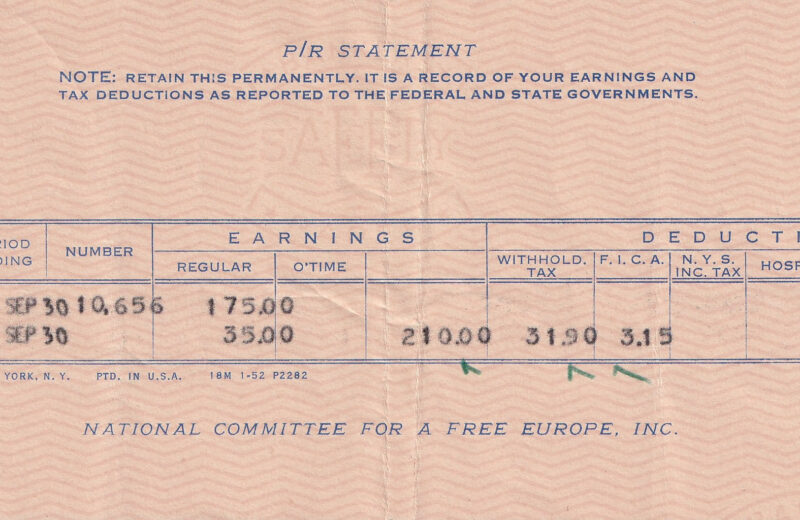 P/R STATEMENT
NOTE: RETAIN THIS PERMANENTLY. IT IS A RECORD OF YOUR EARNINGS AND
TAX DEDUCTIONS AS REPORTED TO THE FEDERAL AND STATE GOVERNMENTS.
SAFETY
EARNINGS DEDUCTI
RIOD
DING NUMBER REGULAR O'TIME WITHHOLD.
TAX F.I.C.A. N.Y.S.
INC. TAX HOSP
SEP 30 10,656 175.00
SEP 30 35.00 210.00 31.90 3.15
YORK, N. Y. PTD. IN U.S.A. 18M 1-52 P2282
NATIONAL COMMITTEE FOR A FREE EUROPE, INC.